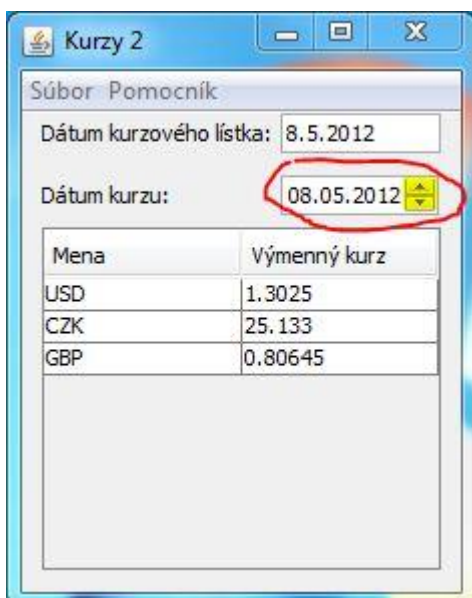 Kurzy 2
Súbor Pomocník
Dátum kurzového lístka: 8.5.2012
Dátum kurzu: 08.05.2012
Mena Výmenný kurz
USD 1.3025
CZK 25.133
GBP 0.80645